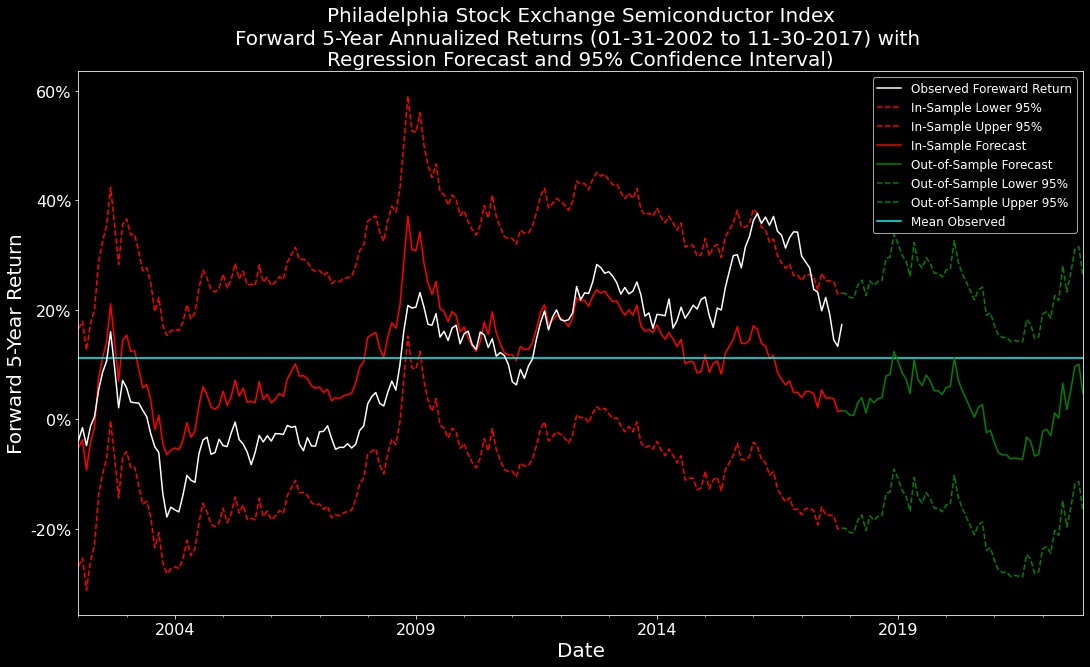 Philadelphia Stock Exchange Semiconductor Index
Forward 5-Year Annualized Returns (01-31-2002 to 11-30-2017) with
Regression Forecast and 95% Confidence Interval)
Observed Foreward Return
In-Sample Lower 95%
In-Sample Upper 95%
In-Sample Forecast
Out-of-Sample Forecast
Out-of-Sample Lower 95%
Out-of-Sample Upper 95%
Mean Observed
Forward 5-Year Return
60%
40%
20%
0%
-20%
2004
2009
2014
2019
Date